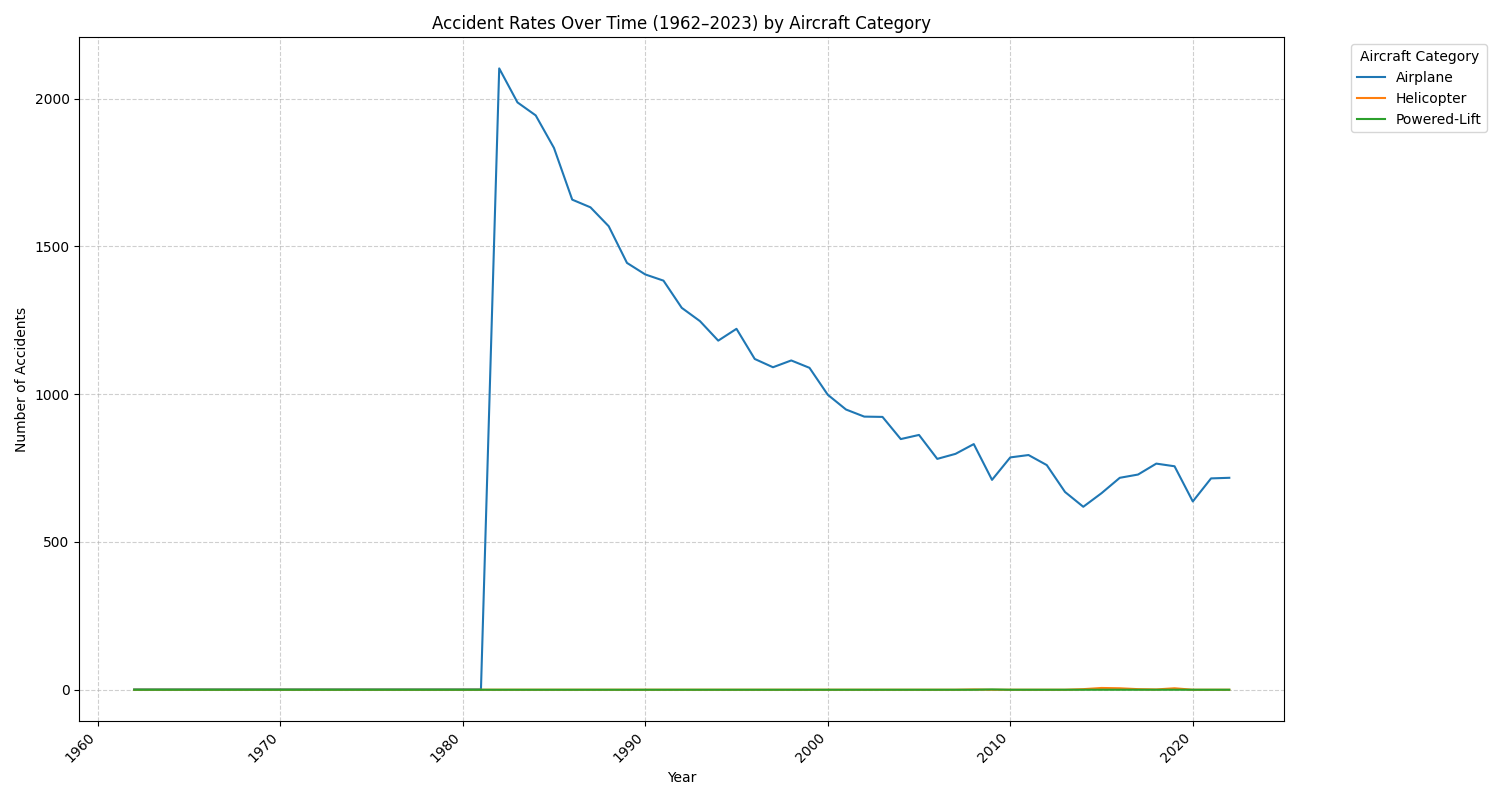 Accident Rates Over Time (1962–2023) by Aircraft Category
Aircraft Category
Airplane
Helicopter
Powered-Lift
Number of Accidents
2000
1500
1000
500
0
1960
1970
1980
1990
2000
2010
2020
Year